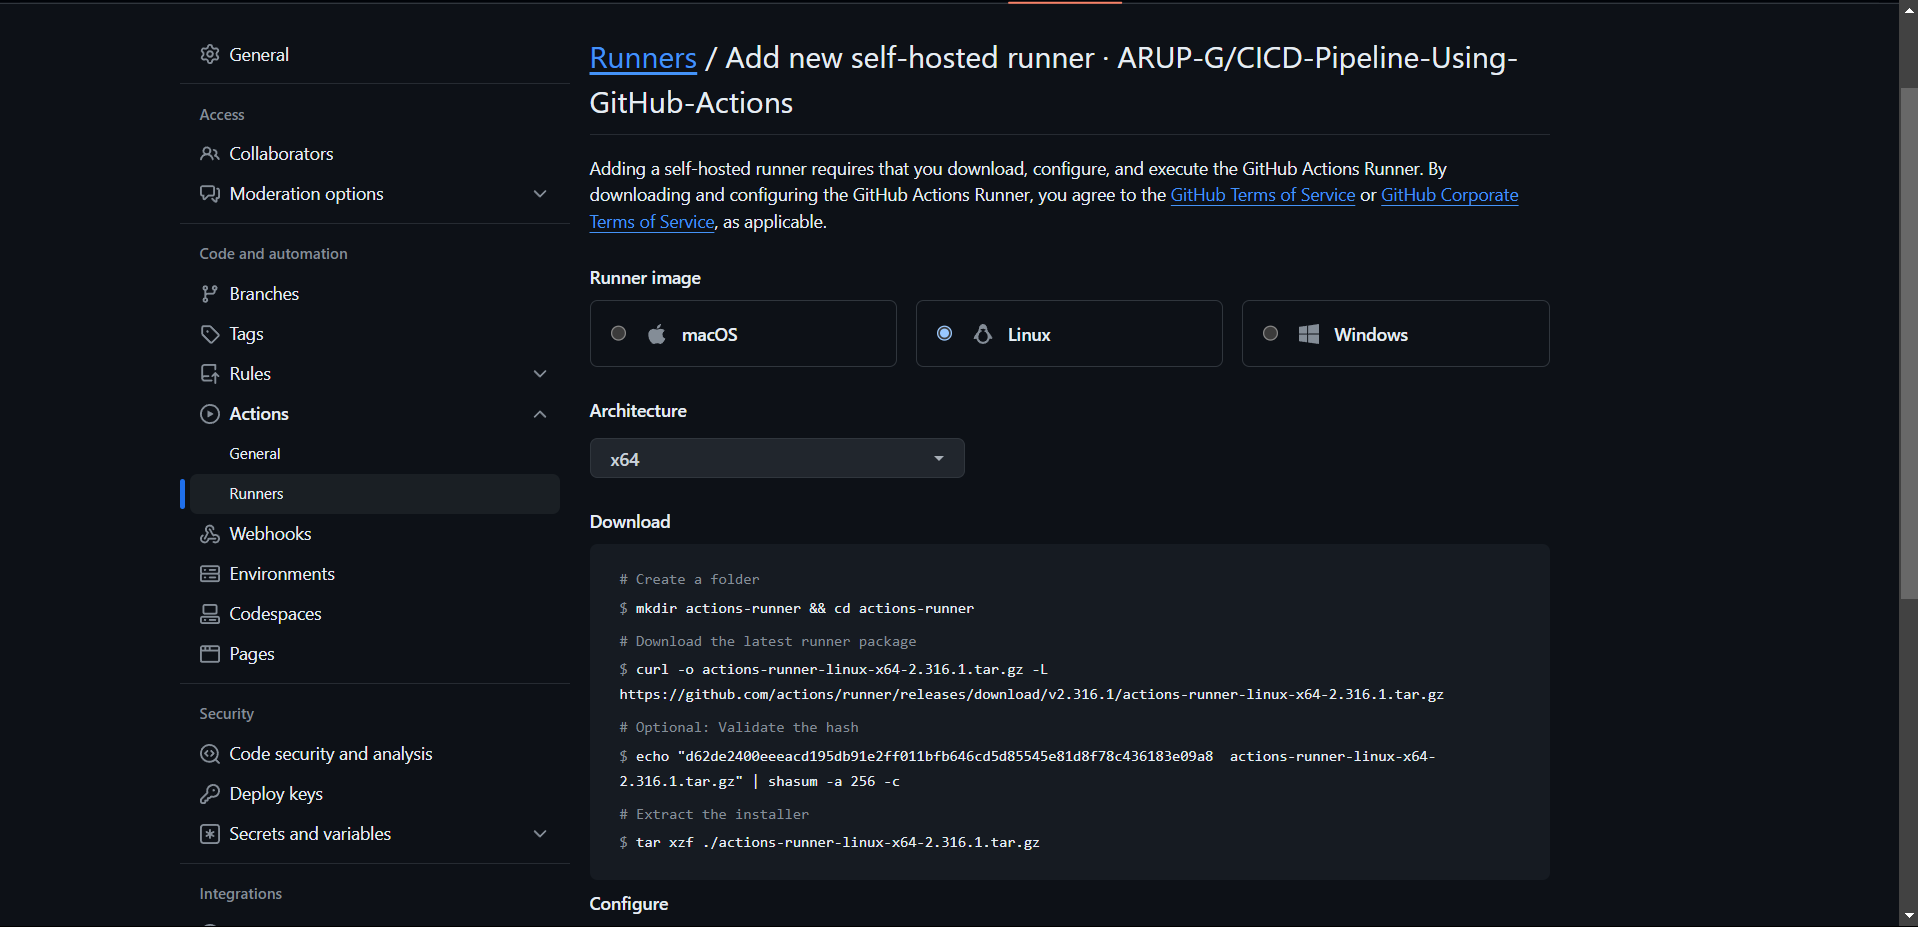 General
Access
Collaborators
Moderation options
Code and automation
Branches
Tags
Rules
Actions
General
Runners
Webhooks
Environments
Codespaces
Pages
Security
Code security and analysis
Deploy keys
Secrets and variables
Integrations
Runners / Add new self-hosted runner · ARUP-G/CICD-Pipeline-Using-
GitHub-Actions
Adding a self-hosted runner requires that you download, configure, and execute the GitHub Actions Runner. By
downloading and configuring the GitHub Actions Runner, you agree to the GitHub Terms of Service or GitHub Corporate
Terms of Service, as applicable.
Runner image
macOS
Linux
Windows
Architecture
x64
Download
# Create a folder
$ mkdir actions-runner && cd actions-runner
# Download the latest runner package
$ curl -o actions-runner-linux-x64-2.316.1.tar.gz -L
https://github.com/actions/runner/releases/download/v2.316.1/actions-runner-linux-x64-2.316.1.tar.gz
# Optional: Validate the hash
$ echo "d62de2400eeeacd195db91e2ff011bfb646cd5d85545e81d8f78c436183e09a8  actions-runner-linux-x64-
2.316.1.tar.gz" | shasum -a 256 -c
# Extract the installer
$ tar xzf ./actions-runner-linux-x64-2.316.1.tar.gz
Configure